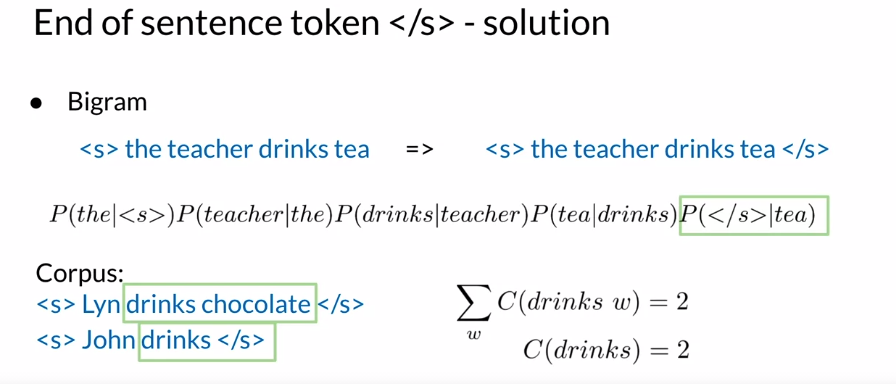 End of sentence token </s> - solution
● Bigram
<s> the teacher drinks tea => <s> the teacher drinks tea </s>
P(the|<s>)P(teacher|the)P(drinks|teacher)P(tea|drinks)P(</s>|tea)
Corpus:
<s> Lyn drinks chocolate </s>
<s> John drinks </s>
∑ C(drinks w) = 2
w
C(drinks) = 2